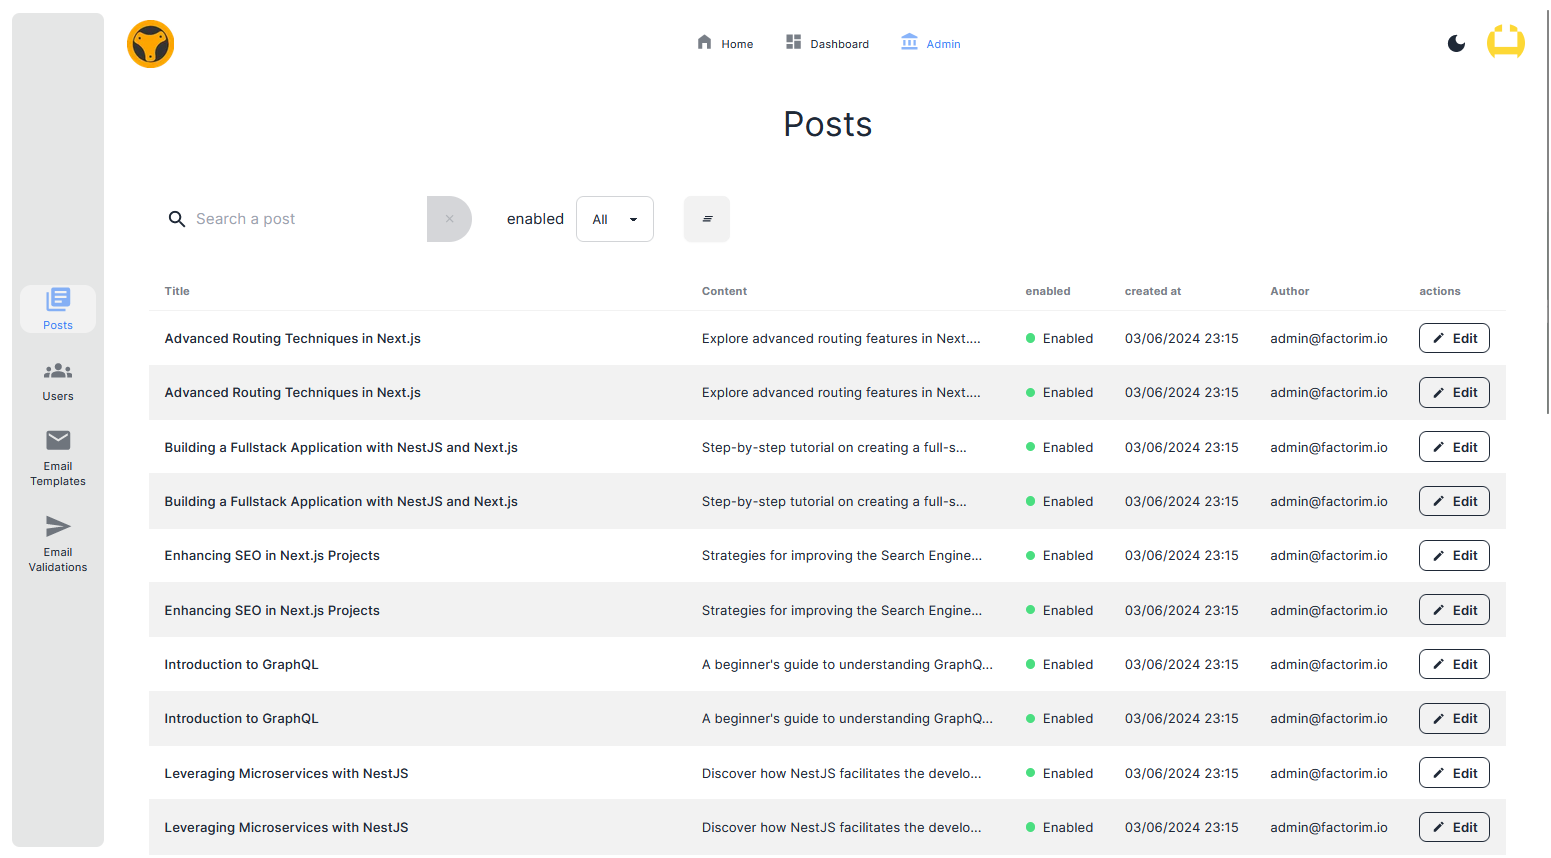 Home Dashboard Admin
Posts
Search a post × enabled All
Title Content enabled created at Author actions
Advanced Routing Techniques in Next.js Explore advanced routing features in Next.... Enabled 03/06/2024 23:15 admin@factorim.io Edit
Advanced Routing Techniques in Next.js Explore advanced routing features in Next.... Enabled 03/06/2024 23:15 admin@factorim.io Edit
Building a Fullstack Application with NestJS and Next.js Step-by-step tutorial on creating a full-s... Enabled 03/06/2024 23:15 admin@factorim.io Edit
Building a Fullstack Application with NestJS and Next.js Step-by-step tutorial on creating a full-s... Enabled 03/06/2024 23:15 admin@factorim.io Edit
Enhancing SEO in Next.js Projects Strategies for improving the Search Engine... Enabled 03/06/2024 23:15 admin@factorim.io Edit
Enhancing SEO in Next.js Projects Strategies for improving the Search Engine... Enabled 03/06/2024 23:15 admin@factorim.io Edit
Introduction to GraphQL A beginner's guide to understanding GraphQ... Enabled 03/06/2024 23:15 admin@factorim.io Edit
Introduction to GraphQL A beginner's guide to understanding GraphQ... Enabled 03/06/2024 23:15 admin@factorim.io Edit
Leveraging Microservices with NestJS Discover how NestJS facilitates the develo... Enabled 03/06/2024 23:15 admin@factorim.io Edit
Leveraging Microservices with NestJS Discover how NestJS facilitates the develo... Enabled 03/06/2024 23:15 admin@factorim.io Edit
Posts
Users
Email
Templates
Email
Validations